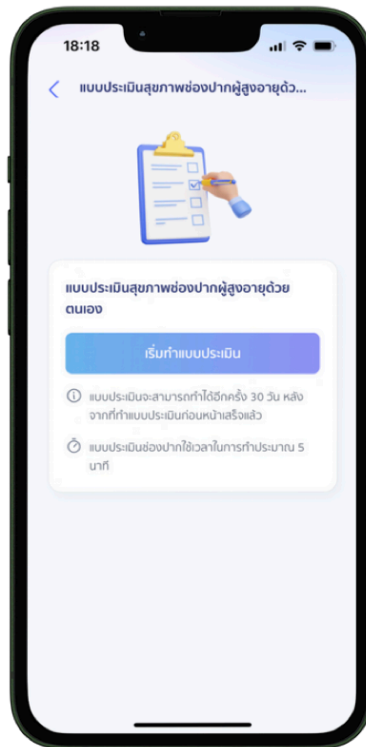 18:18
แบบประเมินสุขภาพช่องปากผู้สูงอายุด้ว...
แบบประเมินสุขภาพช่องปากผู้สูงอายุด้วย
ตนเอง
เริ่มทำแบบประเมิน
แบบประเมินจะสามารถทำได้อีกครั้ง 30 วัน หลัง
จากที่ทำแบบประเมินก่อนหน้าเสร็จแล้ว
แบบประเมินช่องปากใช้เวลาในการทำประมาณ 5
นาที